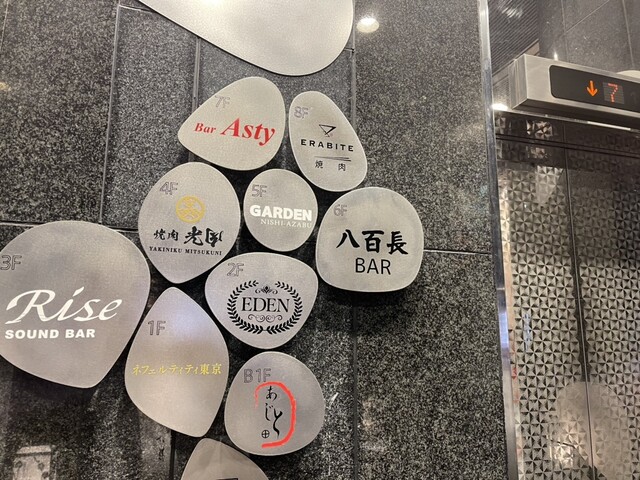 7F
Bar Asty
8F
ERABITE
焼肉
4F
焼肉 光国
YAKINIKU MITSUKUNI
5F
GARDEN
NISHI-AZABU
6F
八百長
BAR
3F
Rise
SOUND BAR
2F
EDEN
1F
ネフェルティティ東京
B1F
あじと
7